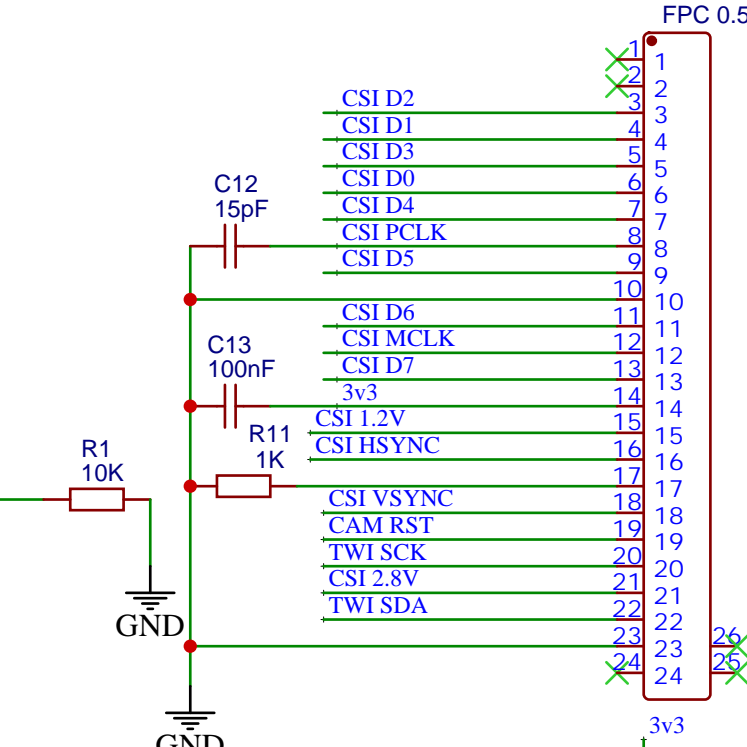 FPC 0.5
1 1
2 2
CSI D2 3 3
CSI D1 4 4
CSI D3 5 5
CSI D0 6 6
C12
15pF
CSI D4 7 7
CSI PCLK 8 8
CSI D5 9 9
10 10
CSI D6 11 11
C13
100nF
CSI MCLK 12 12
CSI D7 13 13
3v3 14 14
CSI 1.2V 15 15
R11
1K
CSI HSYNC 16 16
R1
10K
17 17
CSI VSYNC 18 18
CAM RST 19 19
TWI SCK 20 20
CSI 2.8V 21 21
TWI SDA 22 22
GND
23 23 26
24 24 25
3v3
GND